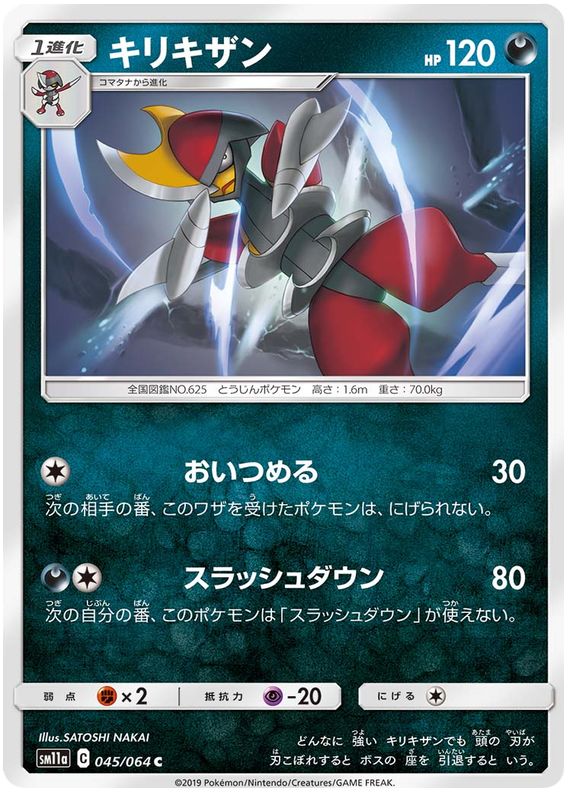 1進化
キリキザン
HP 120
コマタナから進化
全国図鑑NO.625 とうじんポケモン 高さ：1.6m 重さ：70.0kg
おいつめる 30
次の相手の番、このワザを受けたポケモンは、にげられない。
スラッシュダウン 80
次の自分の番、このポケモンは「スラッシュダウン」が使えない。
弱点 ×2 抵抗力 -20 にげる
Illus.SATOSHI NAKAI
SM11a C 045/064 C
どんなに 強い キリキザンでも 頭の 刃が
刃こぼれすると ボスの 座を 引退すると いう。
©2019 Pokémon/Nintendo/Creatures/GAME FREAK.